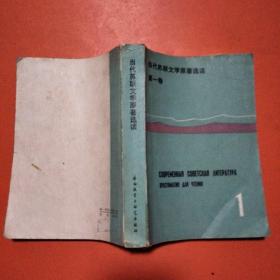 当代苏联文学原著选读
第一卷
СОВРЕМЕННАЯ СОВЕТСКАЯ ЛИТЕРАТУРА
ХРЕСТОМАТИЯ ДЛЯ ЧТЕНИЯ
1
当代苏联文学原著选读